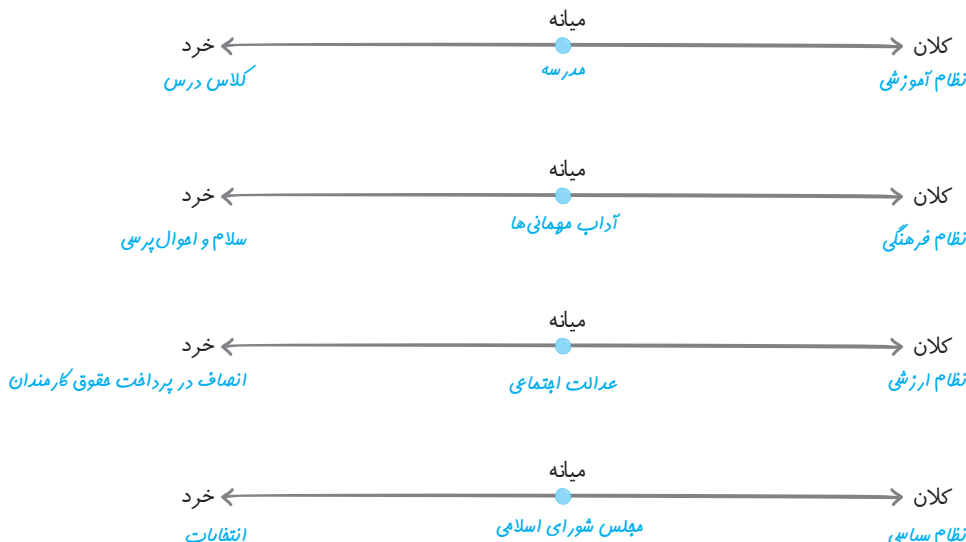 میانه
کلان خرد
نظام آموزشی مدرسه کلاس درس
میانه
کلان خرد
نظام فرهنگی آداب مهمانی‌ها سلام و احوال‌پرسی
میانه
کلان خرد
نظام ارزشی عدالت اجتماعی انصاف در پرداخت حقوق کارمندان
میانه
کلان خرد
نظام سیاسی مجلس شورای اسلامی انتخابات